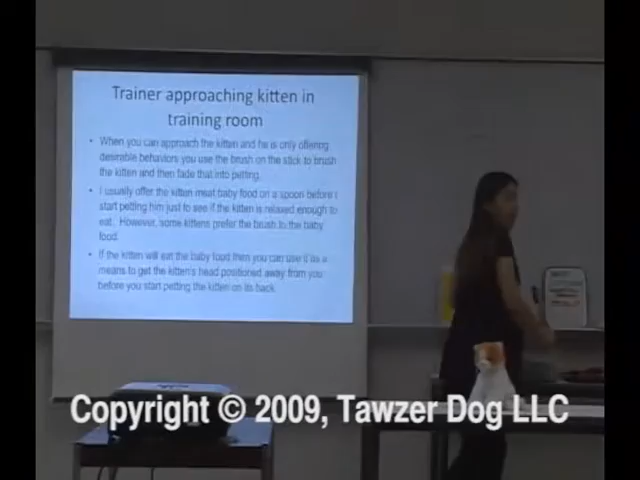 Trainer approaching kitten in
training room
• When you can approach the kitten and he is only offering
desirable behaviors you use the brush on the stick to brush
the kitten and then fade that into petting.
• I usually offer the kitten meat baby food on a spoon before I
start petting him just to see if the kitten is relaxed enough to
eat. However, some kittens prefer the brush to the baby
food.
• If the kitten will eat the baby food then you can use it as a
means to get the kitten's head positioned away from you
before you start petting the kitten on its back.
Copyright © 2009, Tawzer Dog LLC